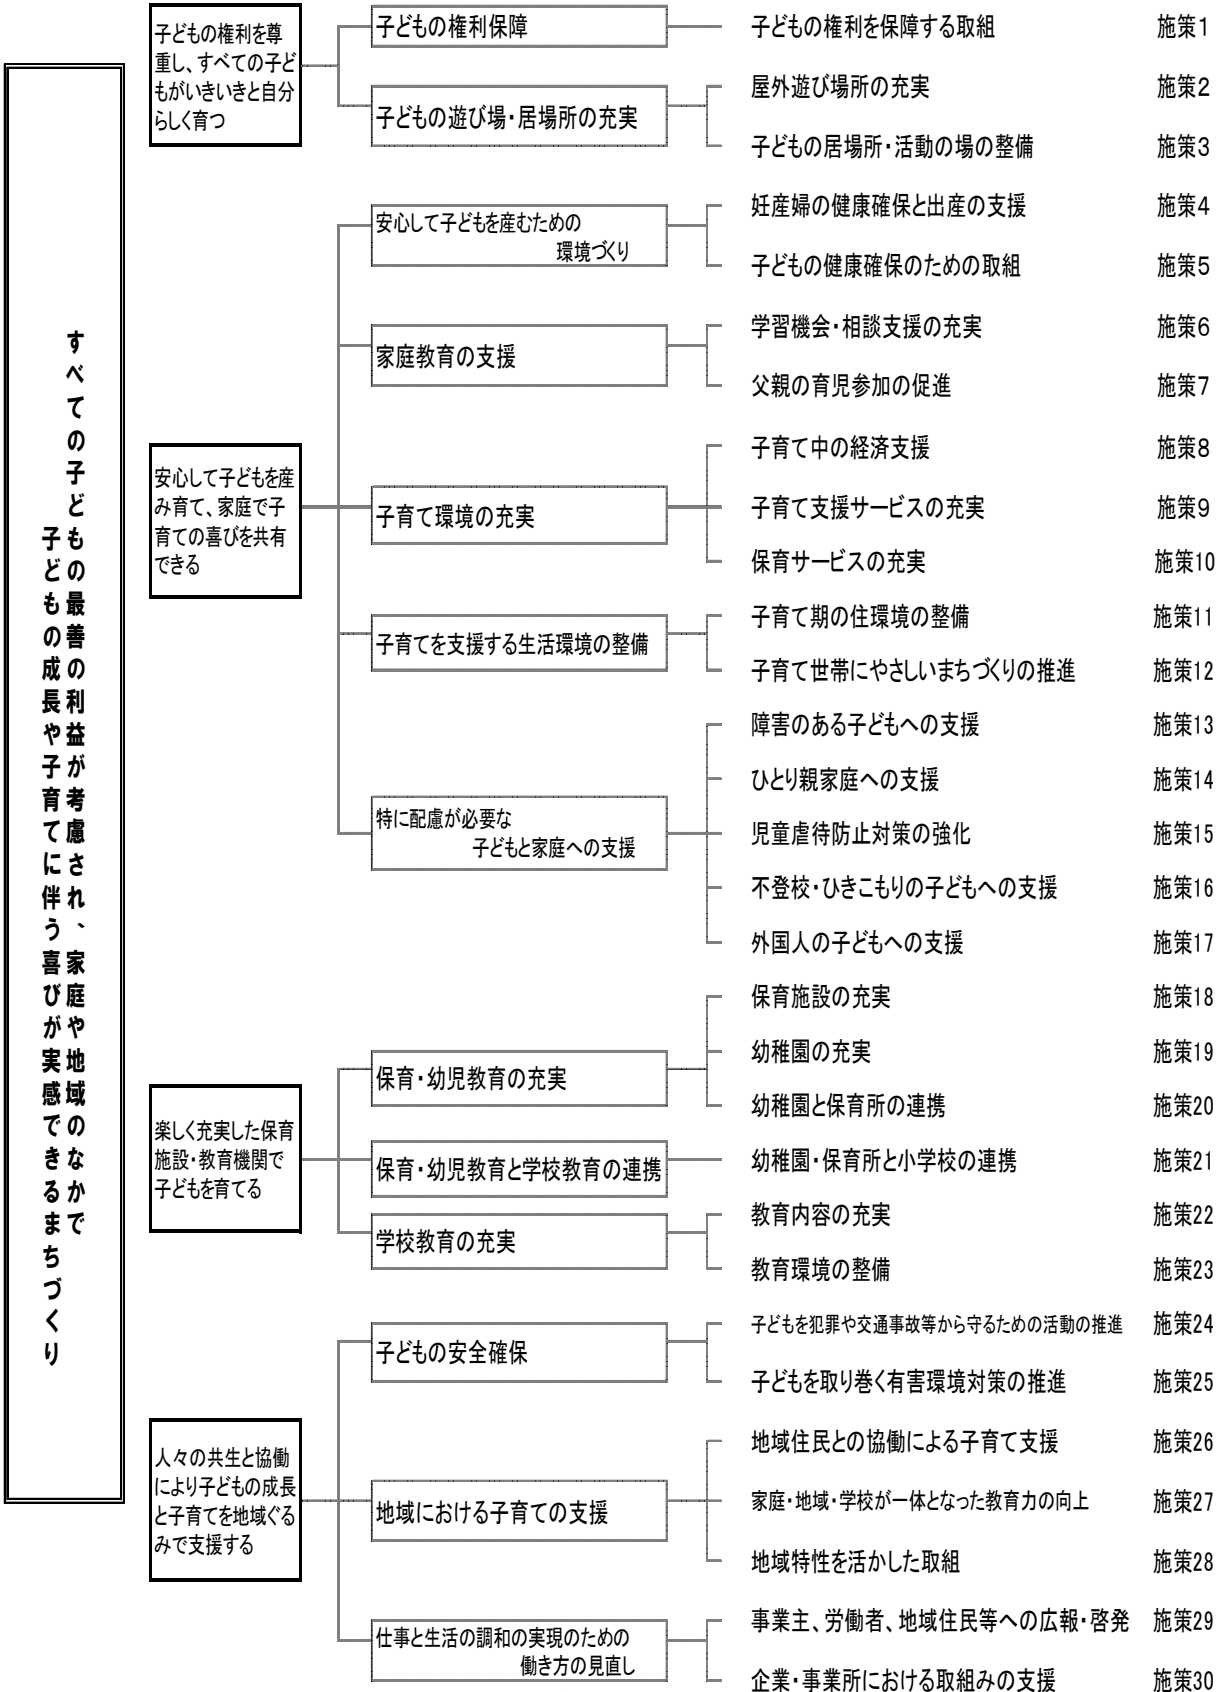 すべての子どもの最善の利益が考慮され、家庭や地域のなかで
子どもの成長や子育てに伴う喜びが実感できるまちづくり
子どもの権利を尊
重し、すべての子ど
もがいきいきと自分
らしく育つ
子どもの権利保障
子どもの権利を保障する取組 施策1
子どもの遊び場・居場所の充実
屋外遊び場所の充実 施策2
子どもの居場所・活動の場の整備 施策3
安心して子どもを産
み育て、家庭で子
育ての喜びを共有
できる
安心して子どもを産むための
環境づくり
妊産婦の健康確保と出産の支援 施策4
子どもの健康確保のための取組 施策5
家庭教育の支援
学習機会・相談支援の充実 施策6
父親の育児参加の促進 施策7
子育て環境の充実
子育て中の経済支援 施策8
子育て支援サービスの充実 施策9
保育サービスの充実 施策10
子育てを支援する生活環境の整備
子育て期の住環境の整備 施策11
子育て世帯にやさしいまちづくりの推進 施策12
特に配慮が必要な
子どもと家庭への支援
障害のある子どもへの支援 施策13
ひとり親家庭への支援 施策14
児童虐待防止対策の強化 施策15
不登校・ひきこもりの子どもへの支援 施策16
外国人の子どもへの支援 施策17
楽しく充実した保育
施設・教育機関で
子どもを育てる
保育・幼児教育の充実
保育施設の充実 施策18
幼稚園の充実 施策19
幼稚園と保育所の連携 施策20
保育・幼児教育と学校教育の連携
幼稚園・保育所と小学校の連携 施策21
学校教育の充実
教育内容の充実 施策22
教育環境の整備 施策23
人々の共生と協働
により子どもの成長
と子育てを地域ぐる
みで支援する
子どもの安全確保
子どもを犯罪や交通事故等から守るための活動の推進 施策24
子どもを取り巻く有害環境対策の推進 施策25
地域における子育ての支援
地域住民との協働による子育て支援 施策26
家庭・地域・学校が一体となった教育力の向上 施策27
地域特性を活かした取組 施策28
仕事と生活の調和の実現のための
働き方の見直し
事業主、労働者、地域住民等への広報・啓発 施策29
企業・事業所における取組みの支援 施策30